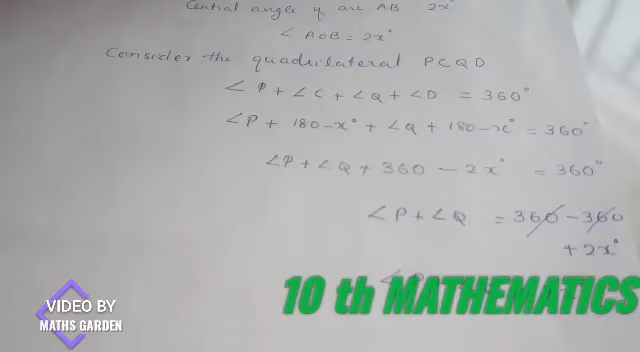 Central angle of arc AB 2x°
∠ AOB = 2x°
Consider the quadrilateral PCQD
∠P + ∠C + ∠Q + ∠D = 360°
∠P + 180-x° + ∠Q + 180-x° = 360°
∠P + ∠Q + 360 - 2x° = 360°
∠P + ∠Q = 360 - 360
+ 2x°
VIDEO BY
MATHS GARDEN
10 th MATHEMATICS